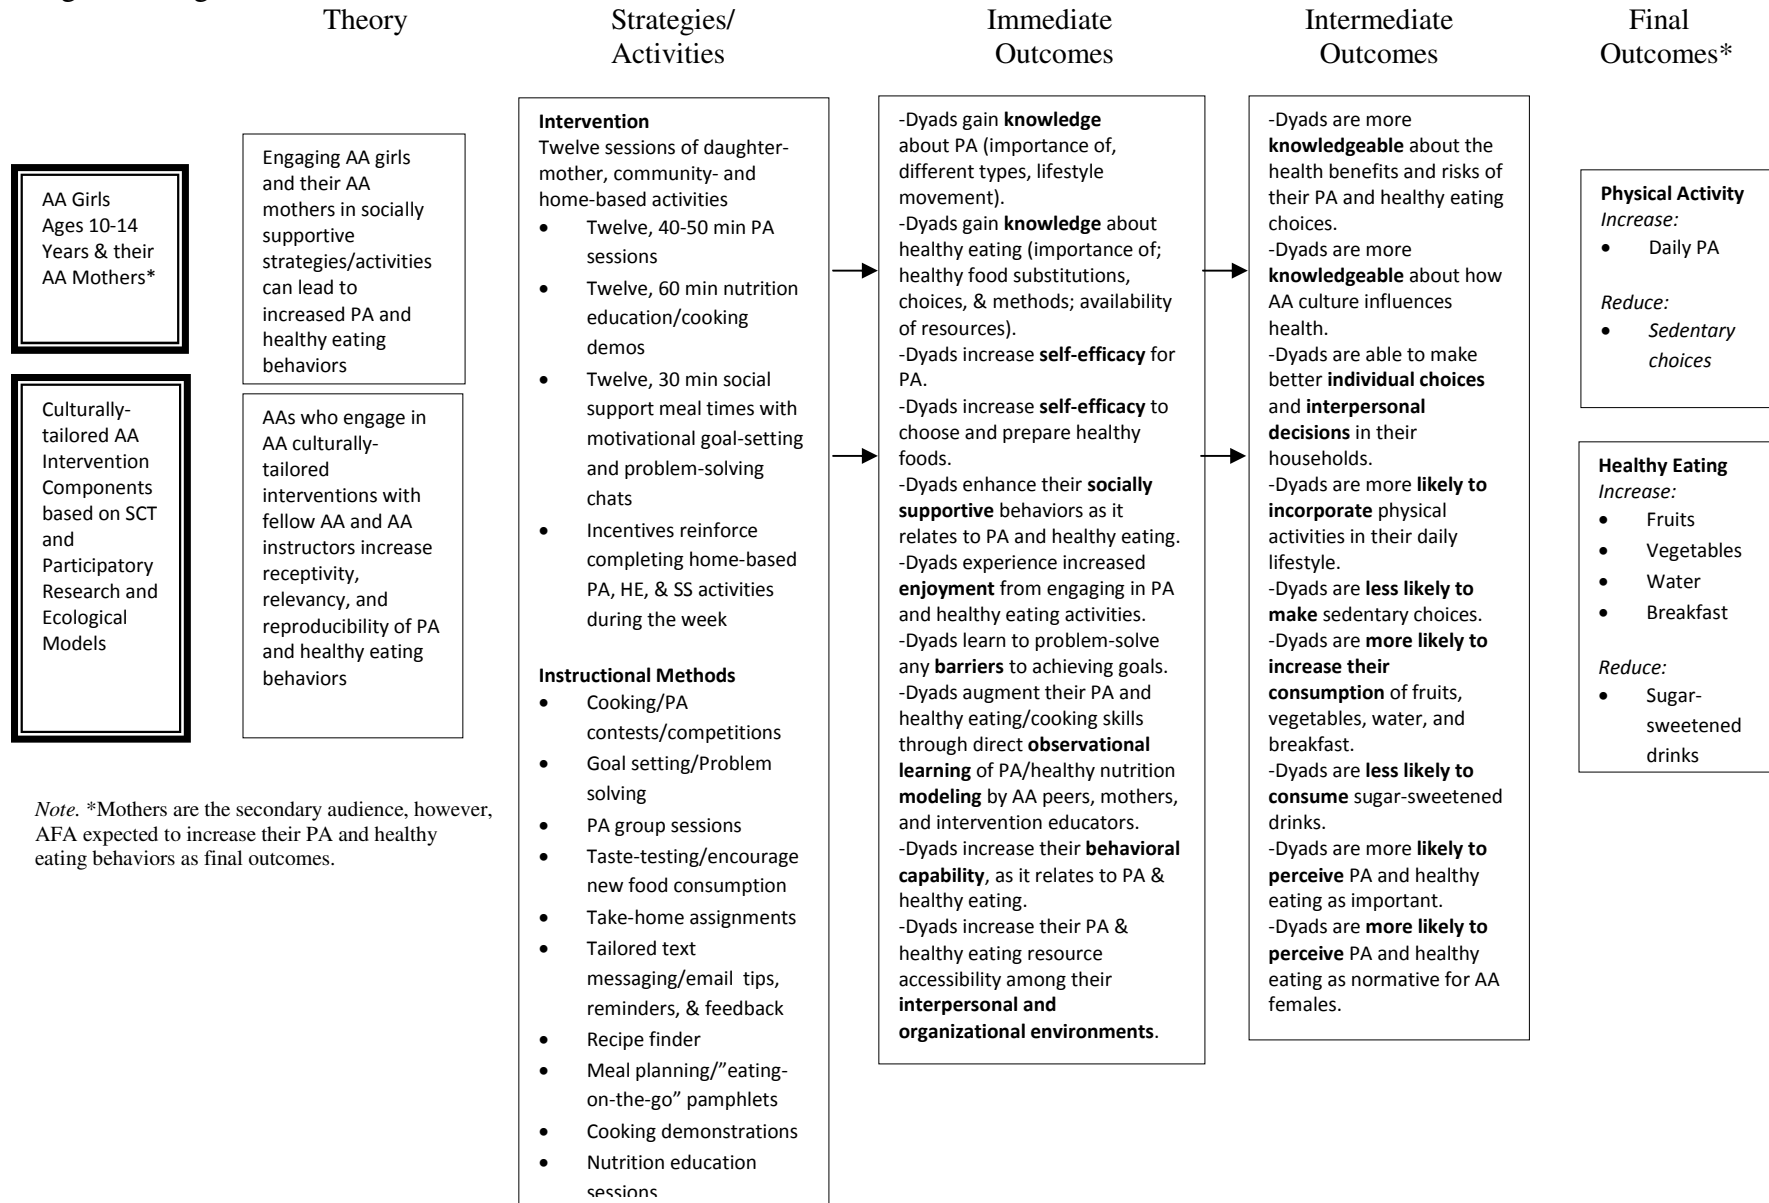 Theory
Strategies/
Activities
Immediate
Outcomes
Intermediate
Outcomes
Final
Outcomes*
AA Girls
Ages 10-14
Years & their
AA Mothers*
Culturally-
tailored AA
Intervention
Components
based on SCT
and
Participatory
Research and
Ecological
Models
Engaging AA girls
and their AA
mothers in socially
supportive
strategies/activities
can lead to
increased PA and
healthy eating
behaviors
AAs who engage in
AA culturally-
tailored
interventions with
fellow AA and AA
instructors increase
receptivity,
relevancy, and
reproducibility of PA
and healthy eating
behaviors
Note. *Mothers are the secondary audience, however,
AFA expected to increase their PA and healthy
eating behaviors as final outcomes.
Intervention
Twelve sessions of daughter-
mother, community- and
home-based activities
• Twelve, 40-50 min PA
sessions
• Twelve, 60 min nutrition
education/cooking
demos
• Twelve, 30 min social
support meal times with
motivational goal-setting
and problem-solving
chats
• Incentives reinforce
completing home-based
PA, HE, & SS activities
during the week
Instructional Methods
• Cooking/PA
contests/competitions
• Goal setting/Problem
solving
• PA group sessions
• Taste-testing/encourage
new food consumption
• Take-home assignments
• Tailored text
messaging/email tips,
reminders, & feedback
• Recipe finder
• Meal planning/”eating-
on-the-go” pamphlets
• Cooking demonstrations
• Nutrition education
sessions
-Dyads gain knowledge
about PA (importance of,
different types, lifestyle
movement).
-Dyads gain knowledge about
healthy eating (importance of;
healthy food substitutions,
choices, & methods; availability
of resources).
-Dyads increase self-efficacy for
PA.
-Dyads increase self-efficacy to
choose and prepare healthy
foods.
-Dyads enhance their socially
supportive behaviors as it
relates to PA and healthy eating.
-Dyads experience increased
enjoyment from engaging in PA
and healthy eating activities.
-Dyads learn to problem-solve
any barriers to achieving goals.
-Dyads augment their PA and
healthy eating/cooking skills
through direct observational
learning of PA/healthy nutrition
modeling by AA peers, mothers,
and intervention educators.
-Dyads increase their behavioral
capability, as it relates to PA &
healthy eating.
-Dyads increase their PA &
healthy eating resource
accessibility among their
interpersonal and
organizational environments.
-Dyads are more
knowledgeable about the
health benefits and risks of
their PA and healthy eating
choices.
-Dyads are more
knowledgeable about how
AA culture influences
health.
-Dyads are able to make
better individual choices
and interpersonal
decisions in their
households.
-Dyads are more likely to
incorporate physical
activities in their daily
lifestyle.
-Dyads are less likely to
make sedentary choices.
-Dyads are more likely to
increase their
consumption of fruits,
vegetables, water, and
breakfast.
-Dyads are less likely to
consume sugar-sweetened
drinks.
-Dyads are more likely to
perceive PA and healthy
eating as important.
-Dyads are more likely to
perceive PA and healthy
eating as normative for AA
females.
Physical Activity
Increase:
• Daily PA
Reduce:
• Sedentary
choices
Healthy Eating
Increase:
• Fruits
• Vegetables
• Water
• Breakfast
Reduce:
• Sugar-
sweetened
drinks